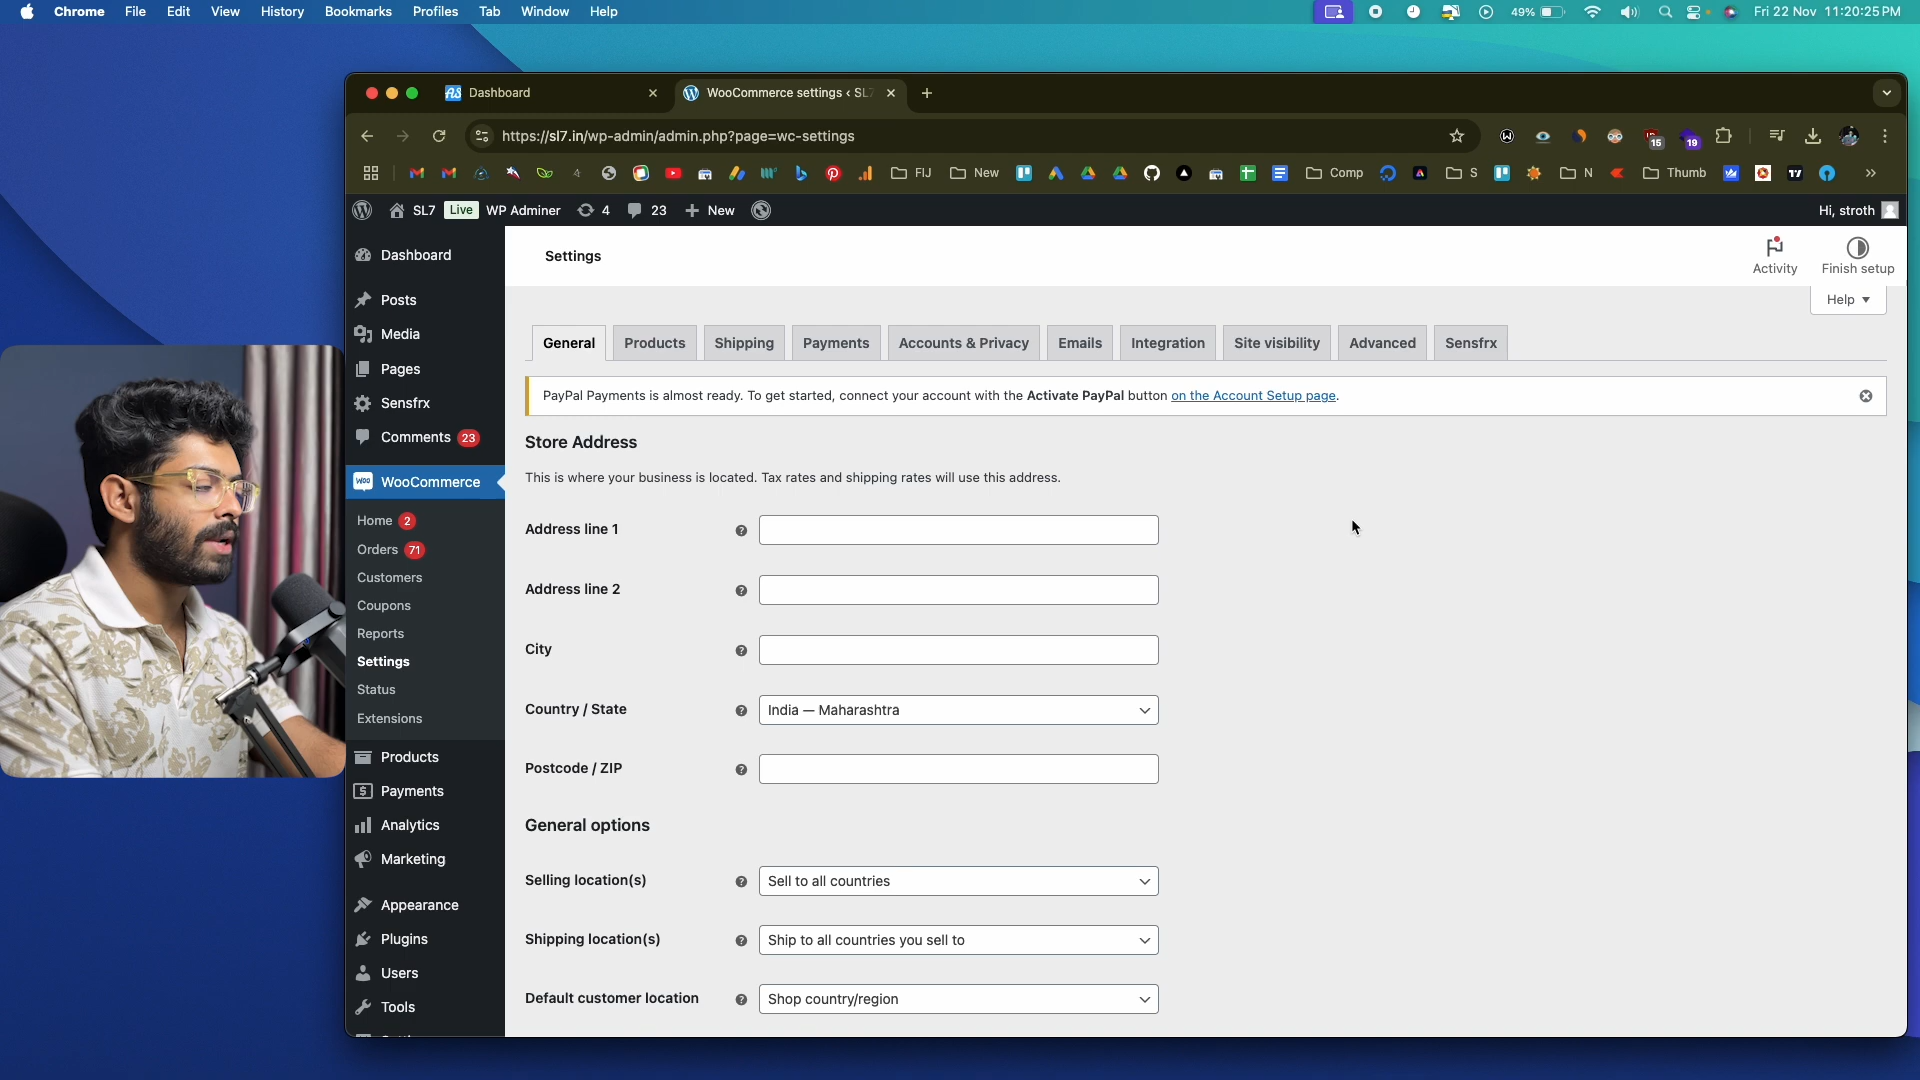 Chrome File Edit View History Bookmarks Profiles Tab Window Help
49% Fri 22 Nov 11:20:25 PM
Dashboard
WooCommerce settings ‹ SL7
https://sl7.in/wp-admin/admin.php?page=wc-settings
15
19
FIJ New Comp S N Thumb
SL7 Live WP Adminer 4 23 New
Hi, stroth
Dashboard
Posts
Media
Pages
Sensfrx
Comments 23
WooCommerce
Home 2
Orders 71
Customers
Coupons
Reports
Settings
Status
Extensions
Products
Payments
Analytics
Marketing
Appearance
Plugins
Users
Tools
Settings
Activity
Finish setup
Help
General Products Shipping Payments Accounts & Privacy Emails Integration Site visibility Advanced Sensfrx
PayPal Payments is almost ready. To get started, connect your account with the Activate PayPal button on the Account Setup page.
Store Address
This is where your business is located. Tax rates and shipping rates will use this address.
Address line 1
Address line 2
City
Country / State India — Maharashtra
Postcode / ZIP
General options
Selling location(s) Sell to all countries
Shipping location(s) Ship to all countries you sell to
Default customer location Shop country/region